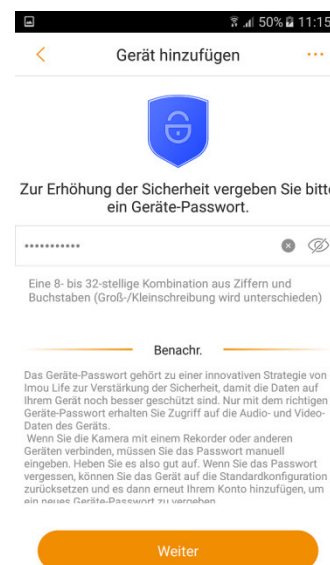 50% 11:15
Gerät hinzufügen
Zur Erhöhung der Sicherheit vergeben Sie bitte
ein Geräte-Passwort.
•••••••••••
Eine 8- bis 32-stellige Kombination aus Ziffern und
Buchstaben (Groß-/Kleinschreibung wird unterschieden)
Benachr.
Das Geräte-Passwort gehört zu einer innovativen Strategie von
Imou Life zur Verstärkung der Sicherheit, damit die Daten auf
Ihrem Gerät noch besser geschützt sind. Nur mit dem richtigen
Geräte-Passwort erhalten Sie Zugriff auf die Audio- und Video-
Daten des Geräts.
Wenn Sie die Kamera mit einem Rekorder oder anderen
Geräten verbinden, müssen Sie das Passwort manuell
eingeben. Heben Sie es also gut auf. Wenn Sie das Passwort
vergessen, können Sie das Gerät auf die Standardkonfiguration
zurücksetzen und es dann erneut Ihrem Konto hinzufügen, um
ein neues Geräte-Passwort zu vergeben
Weiter